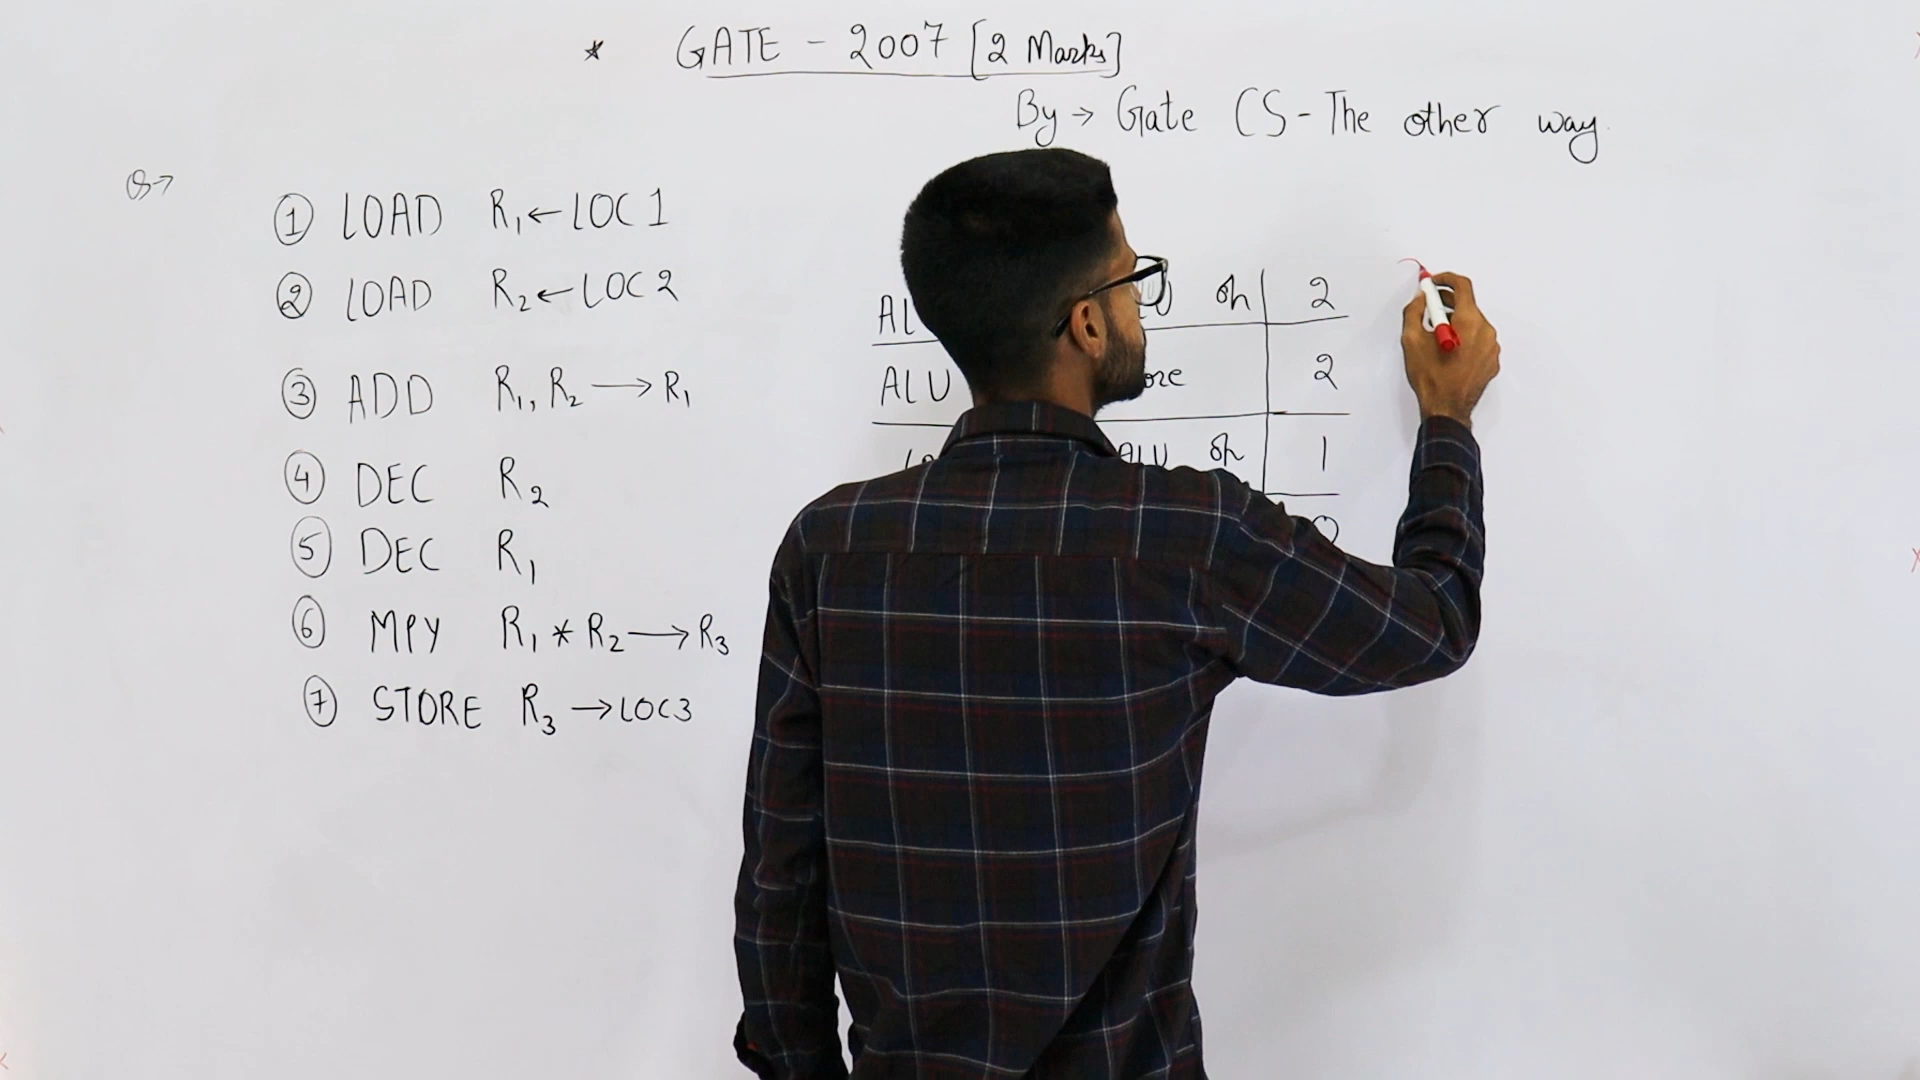 * GATE - 2007 [2 Marks]
By → Gate CS - The other way
Q→
① LOAD R₁ ← LOC 1
② LOAD R₂ ← LOC 2
③ ADD R₁, R₂ → R₁
④ DEC R₂
⑤ DEC R₁
⑥ MPY R₁ * R₂ → R₃
⑦ STORE R₃ → LOC3
2
ALU 2
ALU 1
0